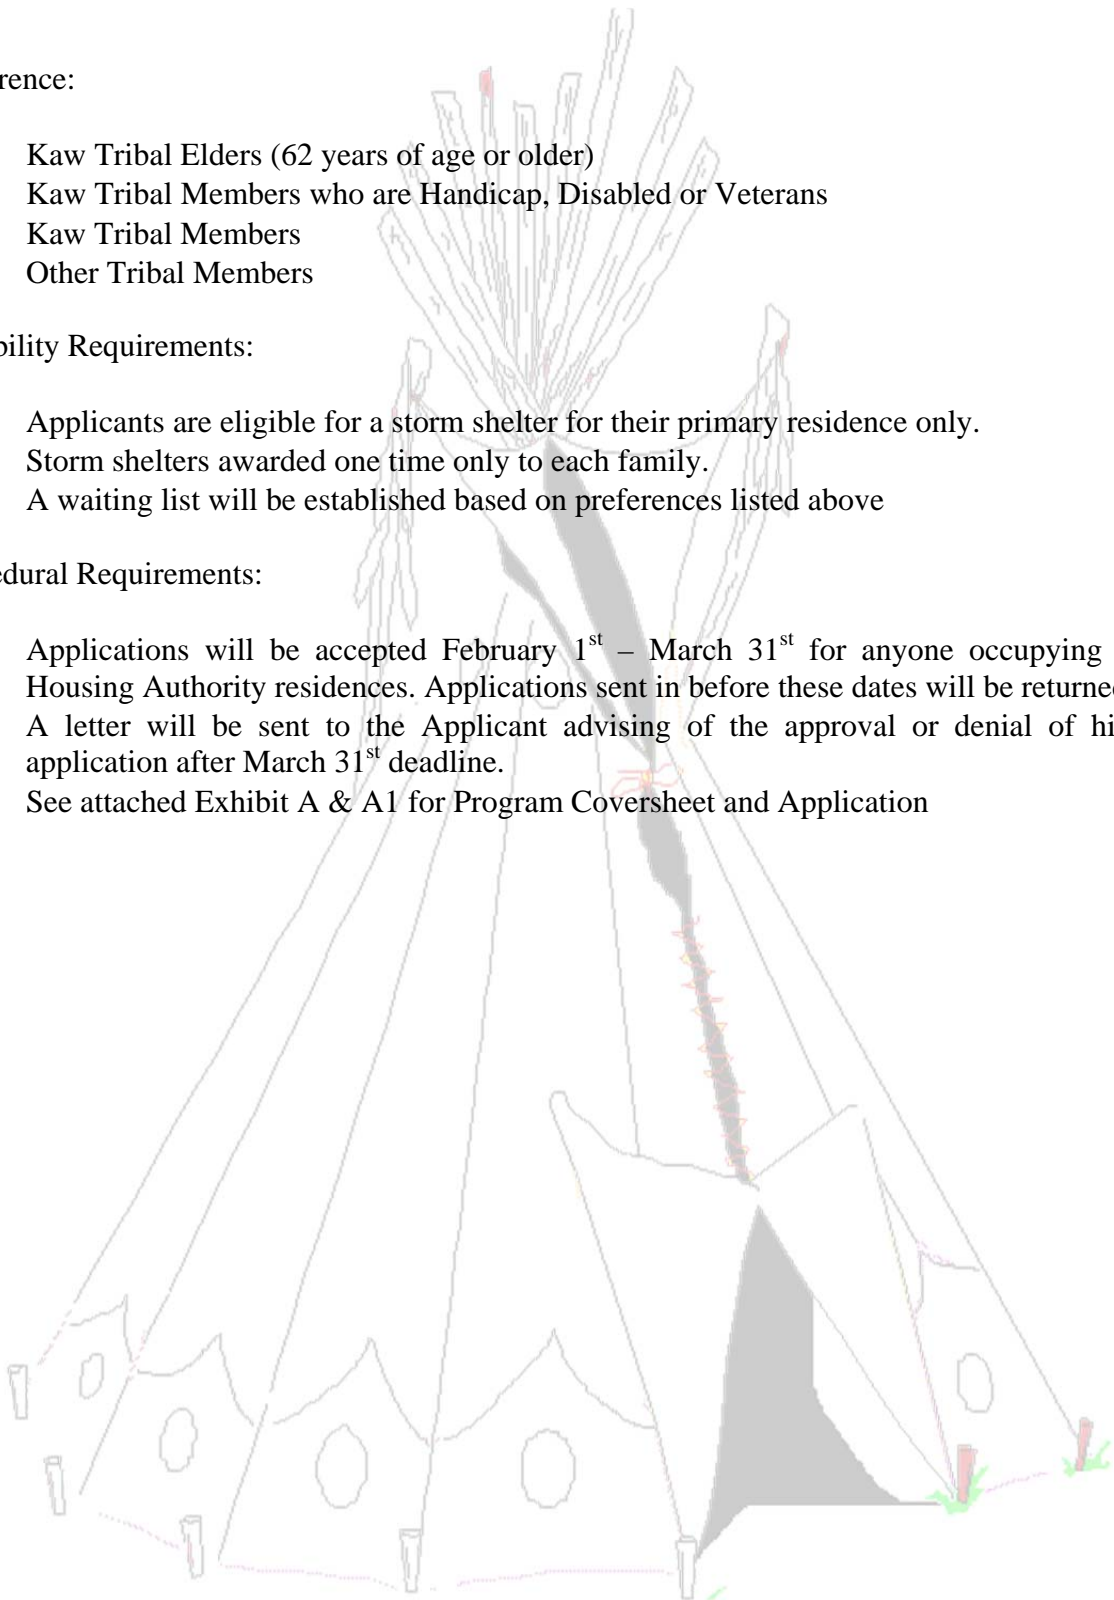 rence:
Kaw Tribal Elders (62 years of age or older)
Kaw Tribal Members who are Handicap, Disabled or Veterans
Kaw Tribal Members
Other Tribal Members
bility Requirements:
Applicants are eligible for a storm shelter for their primary residence only.
Storm shelters awarded one time only to each family.
A waiting list will be established based on preferences listed above
edural Requirements:
Applications will be accepted February 1st – March 31st for anyone occupying
Housing Authority residences. Applications sent in before these dates will be returned
A letter will be sent to the Applicant advising of the approval or denial of hi
application after March 31st deadline.
See attached Exhibit A & A1 for Program Coversheet and Application